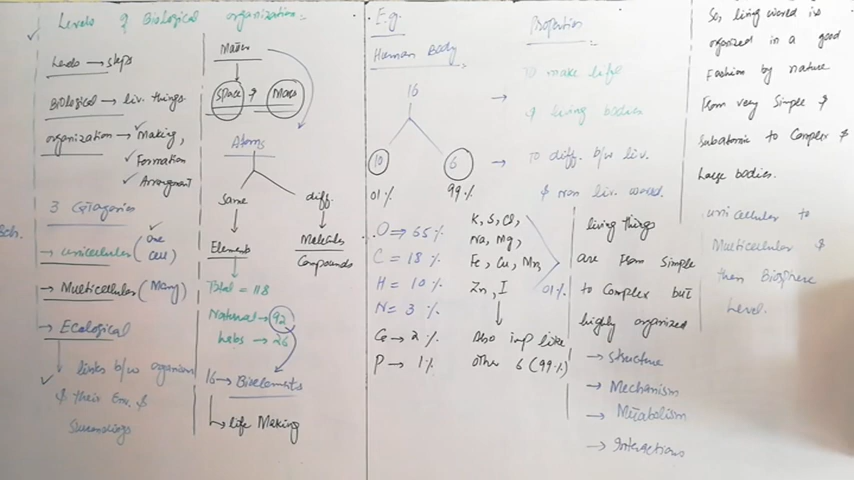 Levels of Biological organization:-
Levels → steps
Biological → liv. things
organization → Making,
Formation
Arrangment
3 Catagories
→ unicellular (one
cell)
→ Multicellular (Many)
→ Ecological
links b/w organism
& their Env. &
Surroundings
Matter
Space & Mass
Atoms
Same diff.
Elements Molecules
Compounds
Total = 118
Natural → 92
Labs → 26
16 → Bioelements
↳ life Making
E.g.
Human Body
16
10 6
01 % 99 %
O ⇒ 65 %
C = 18 %
H = 10 %
N = 3 %
Ca → 2 %
P → 1 %
K, S, Cl,
Na, Mg,
Fe, Cu, Mn,
Zn, I 01 %
Also imp like
other 6 (99 %)
Properties
→ To make life
& living bodies
→ To diff. b/w liv.
& non liv. world.
living things
are from simple
to Complex but
highly organized
→ Structure
→ Mechanism
→ Metabolism
→ Interactions
So, living world is
organized in a good
Fashion by nature
From very Simple &
Subatomic to Complex &
Large bodies.
unicellular to
Multicellular &
then Biosphere
Level.